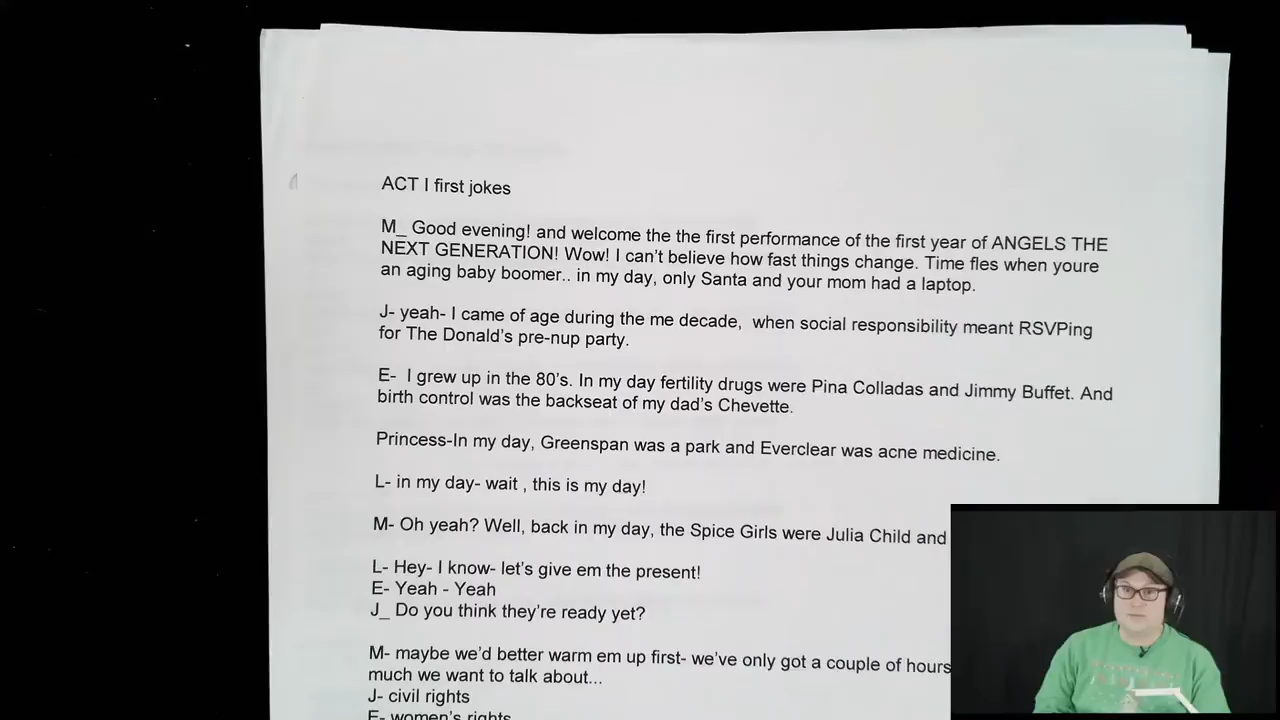 ACT I first jokes
M_ Good evening! and welcome the the first performance of the first year of ANGELS THE
NEXT GENERATION! Wow! I can't believe how fast things change. Time fles when youre
an aging baby boomer.. in my day, only Santa and your mom had a laptop.
J- yeah- I came of age during the me decade, when social responsibility meant RSVPing
for The Donald's pre-nup party.
E- I grew up in the 80's. In my day fertility drugs were Pina Colladas and Jimmy Buffet. And
birth control was the backseat of my dad's Chevette.
Princess-In my day, Greenspan was a park and Everclear was acne medicine.
L- in my day- wait , this is my day!
M- Oh yeah? Well, back in my day, the Spice Girls were Julia Child and
L- Hey- I know- let's give em the present!
E- Yeah - Yeah
J_ Do you think they're ready yet?
M- maybe we'd better warm em up first- we've only got a couple of hours
much we want to talk about...
J- civil rights
E- women's rights